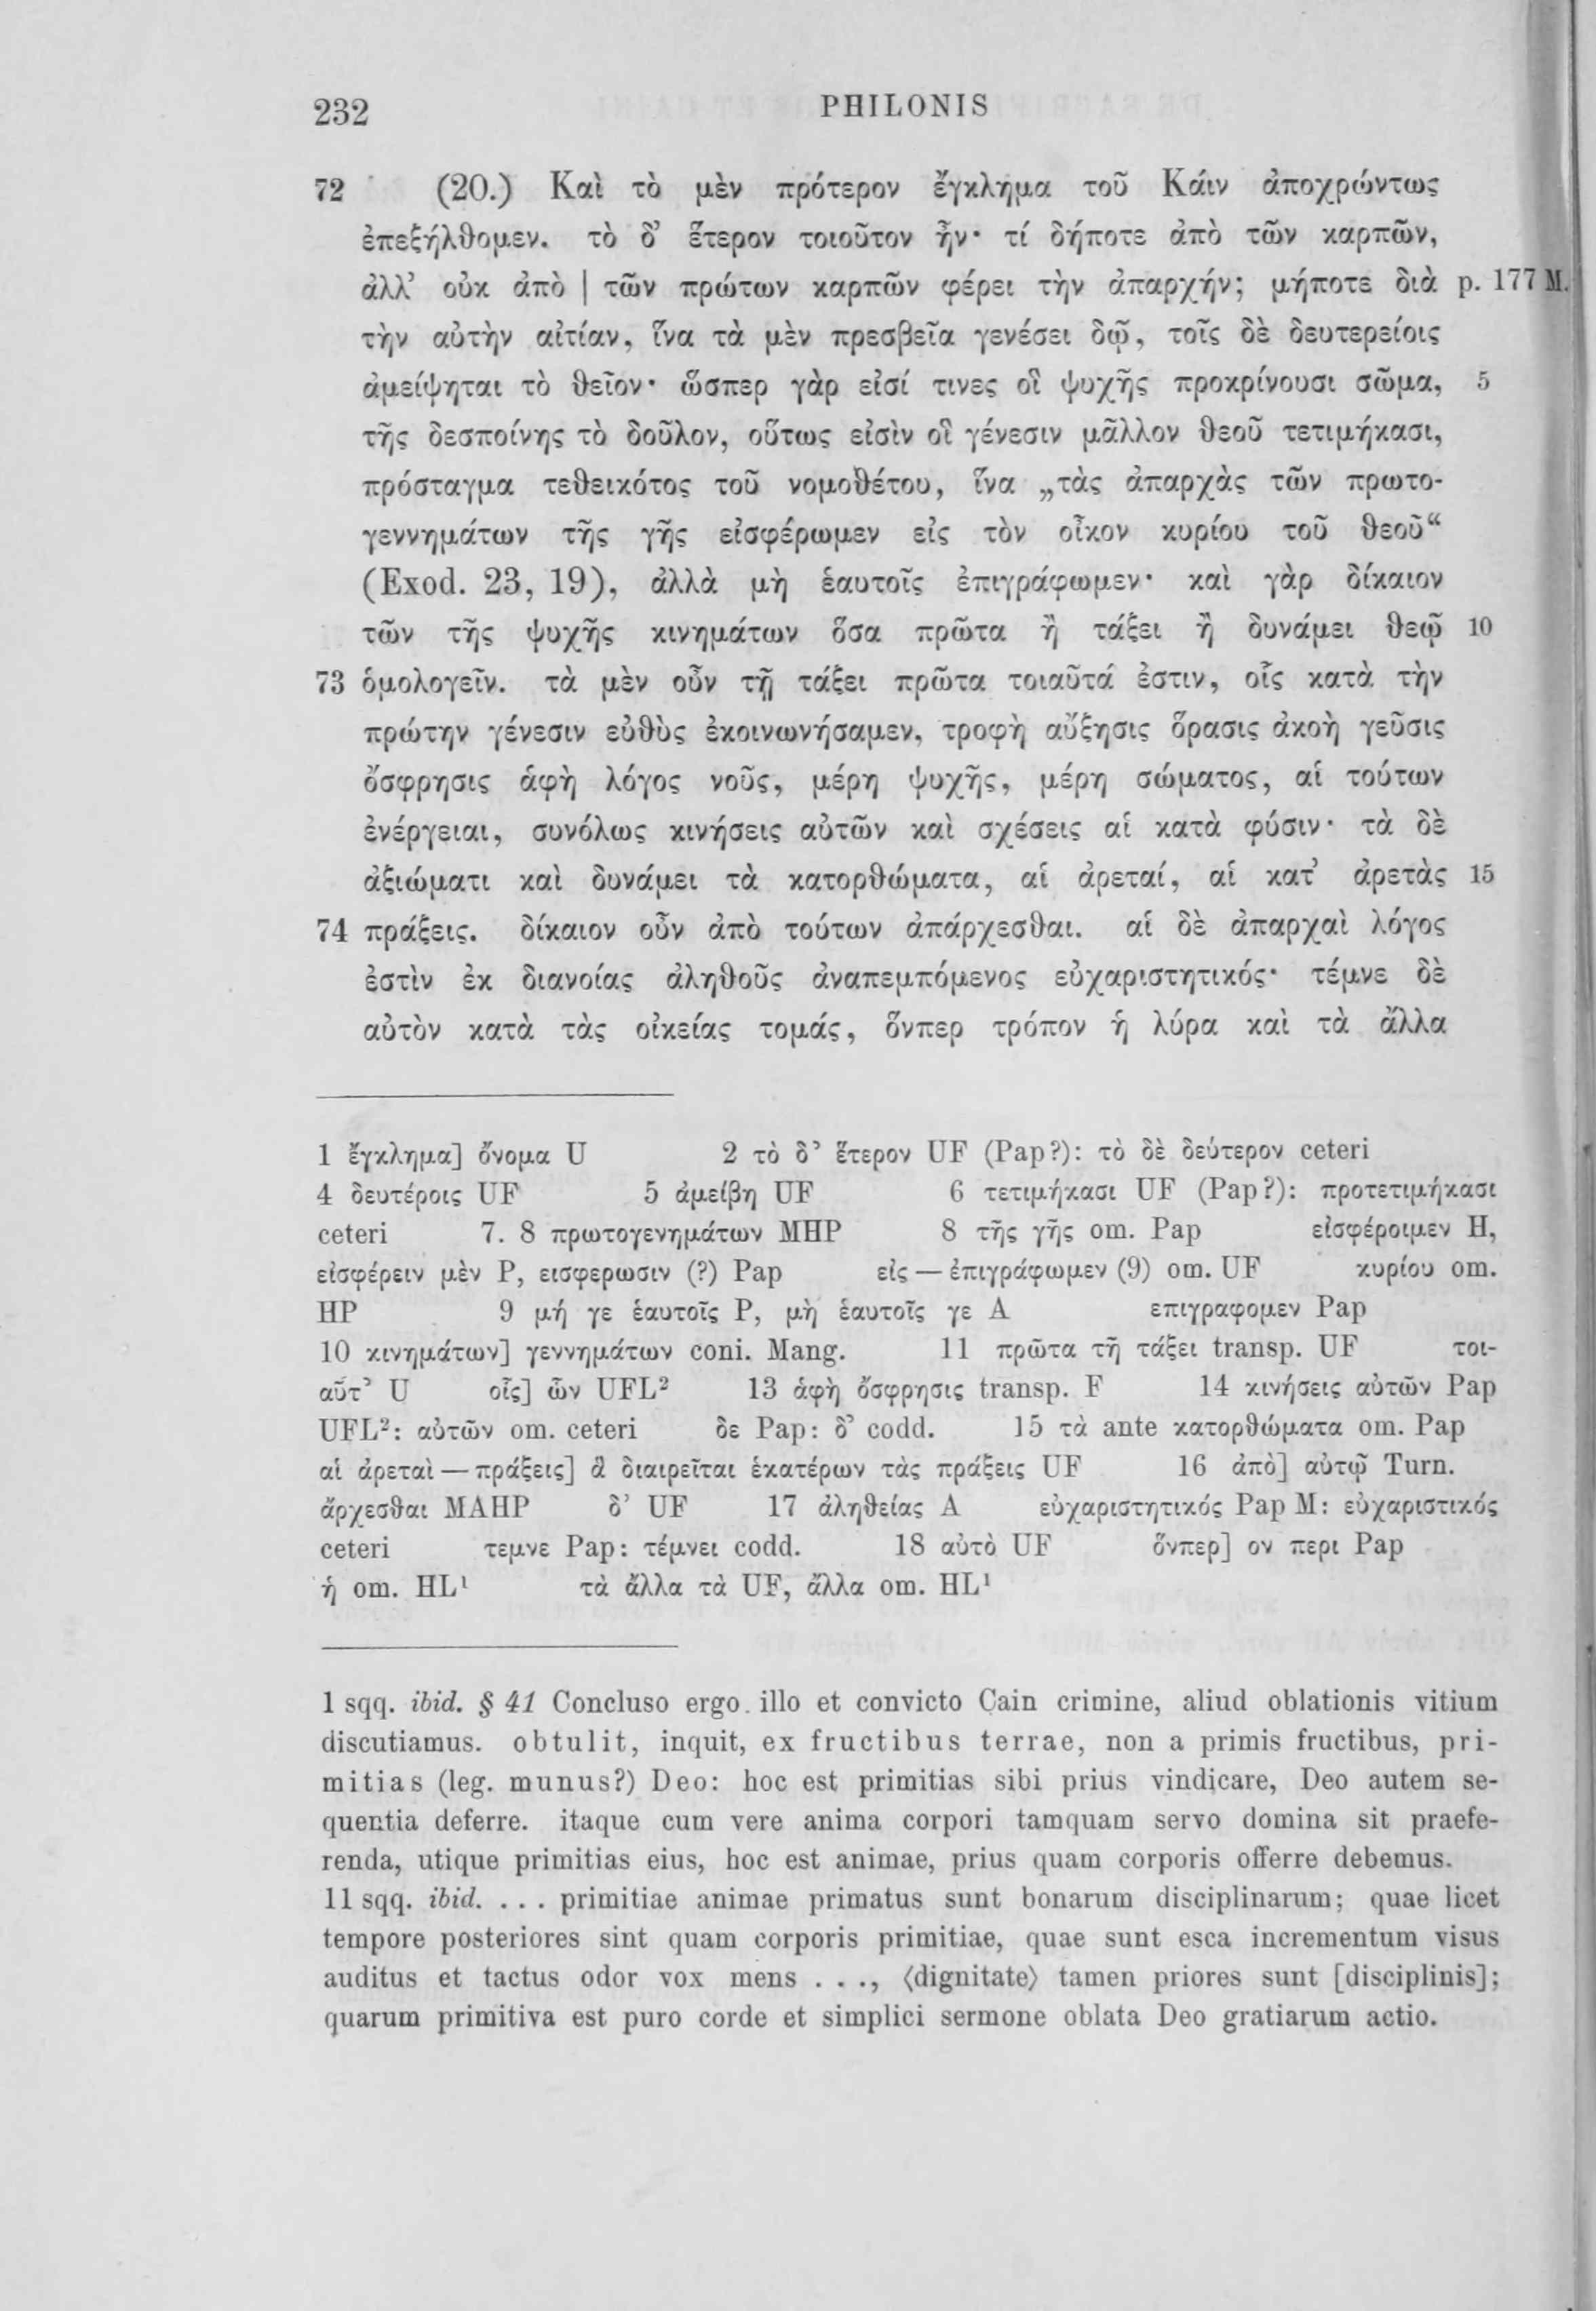 232
PHILONIS
72 (20.) Καὶ τὸ μὲν πρότερον ἔγκλημα τοῦ Κάιν ἀποχρώντως
ἐπεξήλθομεν. τὸ δ’ ἕτερον τοιοῦτον ἦν· τί δήποτε ἀπὸ τῶν καρπῶν,
ἀλλ’ οὐκ ἀπὸ | τῶν πρώτων καρπῶν φέρει τὴν ἀπαρχήν; μήποτε διὰ p. 177 M.
τὴν αὐτὴν αἰτίαν, ἵνα τὰ μὲν πρεσβεῖα γενέσει δῷ, τοῖς δὲ δευτερείοις
ἀμείψηται τὸ θεῖον· ὥσπερ γὰρ εἰσί τινες οἳ ψυχῆς προκρίνουσι σῶμα, 5
τῆς δεσποίνης τὸ δοῦλον, οὕτως εἰσὶν οἳ γένεσιν μᾶλλον θεοῦ τετιμήκασι,
πρόσταγμα τεθεικότος τοῦ νομοθέτου, ἵνα „τὰς ἀπαρχὰς τῶν πρωτο-
γεννημάτων τῆς γῆς εἰσφέρωμεν εἰς τὸν οἶκον κυρίου τοῦ θεοῦ“
(Exod. 23, 19), ἀλλὰ μὴ ἑαυτοῖς ἐπιγράφωμεν· καὶ γὰρ δίκαιον
τῶν τῆς ψυχῆς κινημάτων ὅσα πρῶτα ἢ τάξει ἢ δυνάμει θεῷ 10
73 ὁμολογεῖν. τὰ μὲν οὖν τῇ τάξει πρῶτα τοιαῦτά ἐστιν, οἷς κατὰ τὴν
πρώτην γένεσιν εὐθὺς ἐκοινωνήσαμεν, τροφὴ αὔξησις ὅρασις ἀκοὴ γεῦσις
ὄσφρησις ἁφὴ λόγος νοῦς, μέρη ψυχῆς, μέρη σώματος, αἱ τούτων
ἐνέργειαι, συνόλως κινήσεις αὐτῶν καὶ σχέσεις αἱ κατὰ φύσιν· τὰ δὲ
ἀξιώματι καὶ δυνάμει τὰ κατορθώματα, αἱ ἀρεταί, αἱ κατ’ ἀρετὰς 15
74 πράξεις. δίκαιον οὖν ἀπὸ τούτων ἀπάρχεσθαι. αἱ δὲ ἀπαρχαὶ λόγος
ἐστὶν ἐκ διανοίας ἀληθοῦς ἀναπεμπόμενος εὐχαριστητικός· τέμνε δὲ
αὐτὸν κατὰ τὰς οἰκείας τομάς, ὅνπερ τρόπον ἡ λύρα καὶ τὰ ἄλλα
1 ἔγκλημα] ὄνομα U 2 τὸ δ’ ἕτερον UF (Pap?): τὸ δὲ δεύτερον ceteri
4 δευτέροις UF 5 ἀμείβη UF 6 τετιμήκασι UF (Pap?): προτετιμήκασι
ceteri 7. 8 πρωτογενημάτων MHP 8 τῆς γῆς om. Pap εἰσφέροιμεν H,
εἰσφέρειν μὲν P, εισφερωσιν (?) Pap εἰς — ἐπιγράφωμεν (9) om. UF κυρίου om.
HP 9 μή γε ἑαυτοῖς P, μὴ ἑαυτοῖς γε A επιγραφομεν Pap
10 κινημάτων] γεννημάτων coni. Mang. 11 πρῶτα τῇ τάξει transp. UF τοι-
αῦτ’ U οἷς] ὧν UFL² 13 ἁφὴ ὄσφρησις transp. F 14 κινήσεις αὐτῶν Pap
UFL²: αὐτῶν om. ceteri δε Pap: δ’ codd. 15 τὰ ante κατορθώματα om. Pap
αἱ ἀρεταὶ — πράξεις] ἃ διαιρεῖται ἑκατέρων τὰς πράξεις UF 16 ἀπὸ] αὐτῷ Turn.
ἄρχεσθαι MAHP δ’ UF 17 ἀληθείας A εὐχαριστητικός Pap M: εὐχαριστικός
ceteri τεμνε Pap: τέμνει codd. 18 αὐτὸ UF ὅνπερ] ον περι Pap
ἡ om. HL¹ τὰ ἄλλα τὰ UF, ἄλλα om. HL¹
1 sqq. ibid. § 41 Concluso ergo illo et convicto Cain crimine, aliud oblationis vitium
discutiamus. obtulit, inquit, ex fructibus terrae, non a primis fructibus, pri-
mitias (leg. munus?) Deo: hoc est primitias sibi prius vindicare, Deo autem se-
quentia deferre. itaque cum vere anima corpori tamquam servo domina sit praefe-
renda, utique primitias eius, hoc est animae, prius quam corporis offerre debemus.
11 sqq. ibid. . . . primitiae animae primatus sunt bonarum disciplinarum; quae licet
tempore posteriores sint quam corporis primitiae, quae sunt esca incrementum visus
auditus et tactus odor vox mens . . ., ⟨dignitate⟩ tamen priores sunt [disciplinis];
quarum primitiva est puro corde et simplici sermone oblata Deo gratiarum actio.